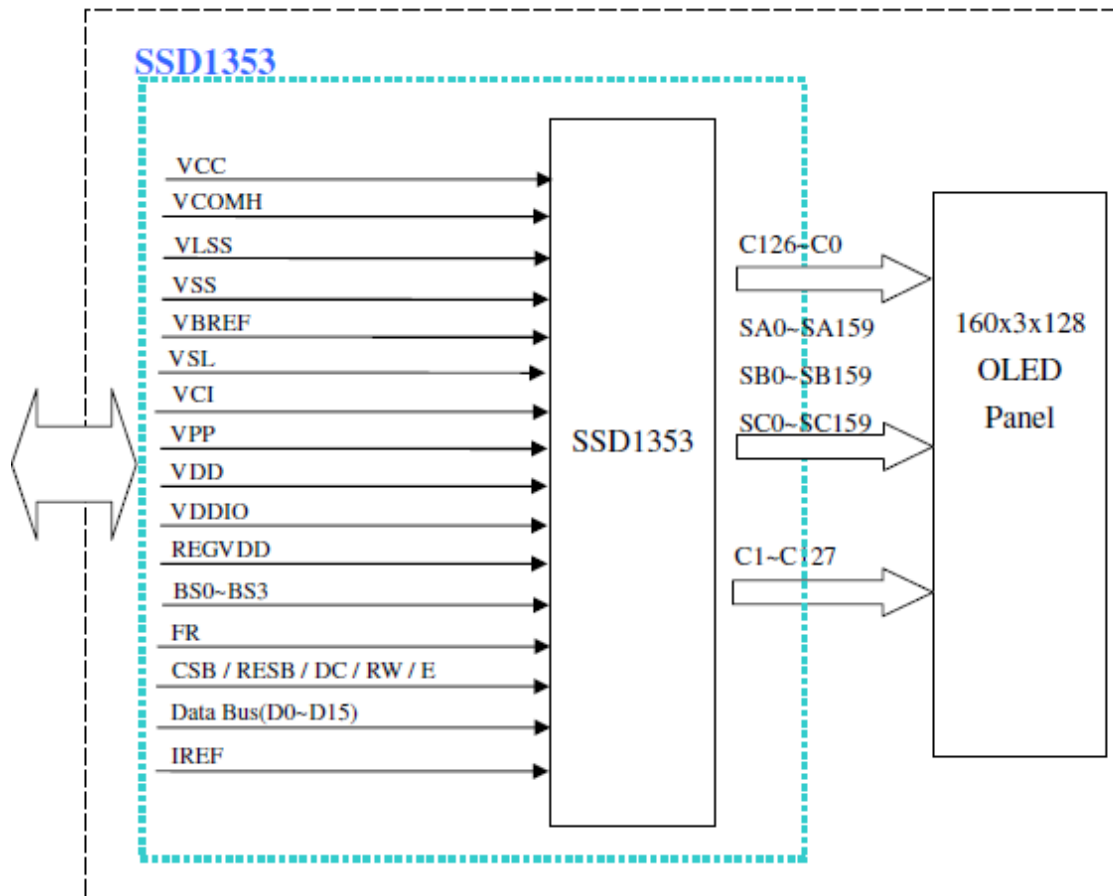 SSD1353
VCC
VCOMH
VLSS
VSS
VBREF
VSL
VCI
VPP
VDD
VDDIO
REGVDD
BS0~BS3
FR
CSB / RESB / DC / RW / E
Data Bus(D0~D15)
IREF
SSD1353
C126~C0
SA0~SA159
SB0~SB159
SC0~SC159
C1~C127
160x3x128
OLED
Panel